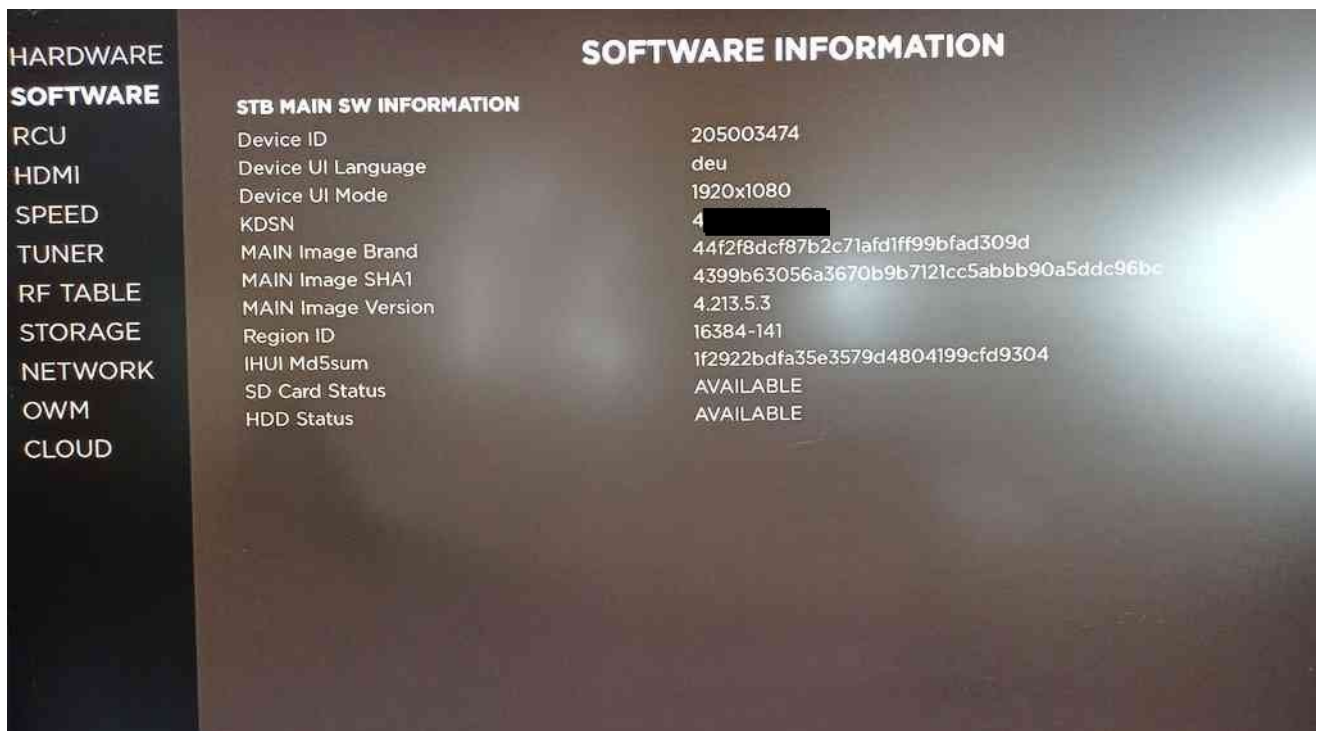 HARDWARE
SOFTWARE
RCU
HDMI
SPEED
TUNER
RF TABLE
STORAGE
NETWORK
OWM
CLOUD
SOFTWARE INFORMATION
STB MAIN SW INFORMATION
Device ID 205003474
Device UI Language deu
Device UI Mode 1920x1080
KDSN 4
MAIN Image Brand 44f2f8dcf87b2c71afd1ff99bfad309d
MAIN Image SHA1 4399b63056a3670b9b7121cc5abbb90a5ddc96bc
MAIN Image Version 4.213.5.3
Region ID 16384-141
IHUI Md5sum 1f2922bdfa35e3579d4804199cfd9304
SD Card Status AVAILABLE
HDD Status AVAILABLE